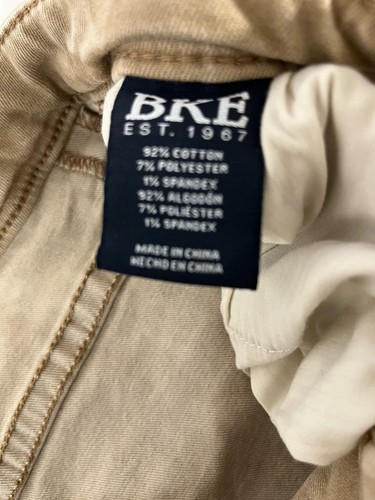 BKE
EST. 1967
92% COTTON
7% POLYESTER
1% SPANDEX
92% ALGODÓN
7% POLIÉSTER
1% SPANDEX
MADE IN CHINA
HECHO EN CHINA